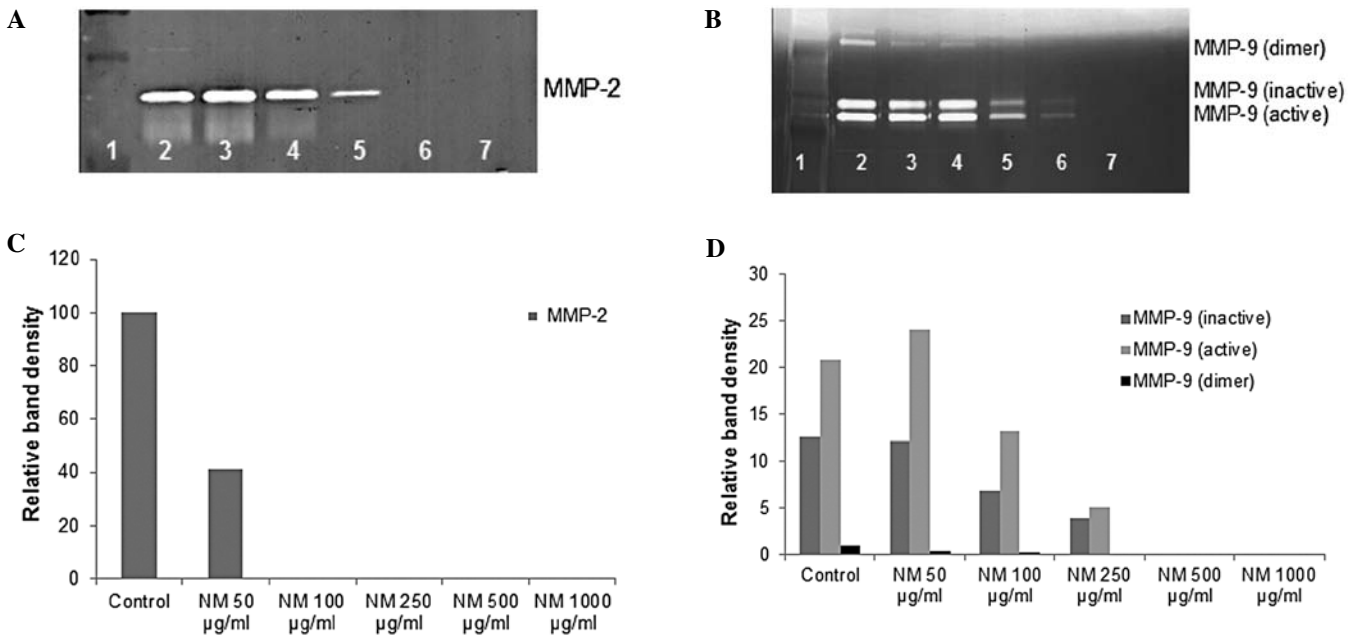 A
MMP-2
1 2 3 4 5 6 7
B
MMP-9 (dimer)
MMP-9 (inactive)
MMP-9 (active)
1 2 3 4 5 6 7
C
120
100
80
60
40
20
0
Relative band density
MMP-2
Control
NM 50 µg/ml
NM 100 µg/ml
NM 250 µg/ml
NM 500 µg/ml
NM 1000 µg/ml
D
30
25
20
15
10
5
0
Relative band density
MMP-9 (inactive)
MMP-9 (active)
MMP-9 (dimer)
Control
NM 50 µg/ml
NM 100 µg/ml
NM 250 µg/ml
NM 500 µg/ml
NM 1000 µg/ml